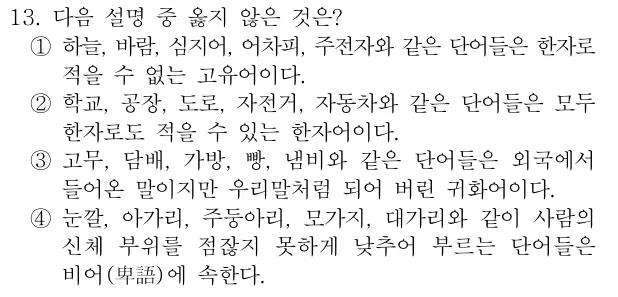 13. 다음 설명 중 옳지 않은 것은?
① 하늘, 바람, 심지어, 어차피, 주전자와 같은 단어들은 한자로
적을 수 없는 고유어이다.
② 학교, 공장, 도로, 자전거, 자동차와 같은 단어들은 모두
한자로도 적을 수 있는 한자어이다.
③ 고무, 담배, 가방, 빵, 냄비와 같은 단어들은 외국에서
들어온 말이지만 우리말처럼 되어 버린 귀화어이다.
④ 눈깔, 아가리, 주둥아리, 모가지, 대가리와 같이 사람의
신체 부위를 점잖지 못하게 낮추어 부르는 단어들은
비어(卑語)에 속한다.